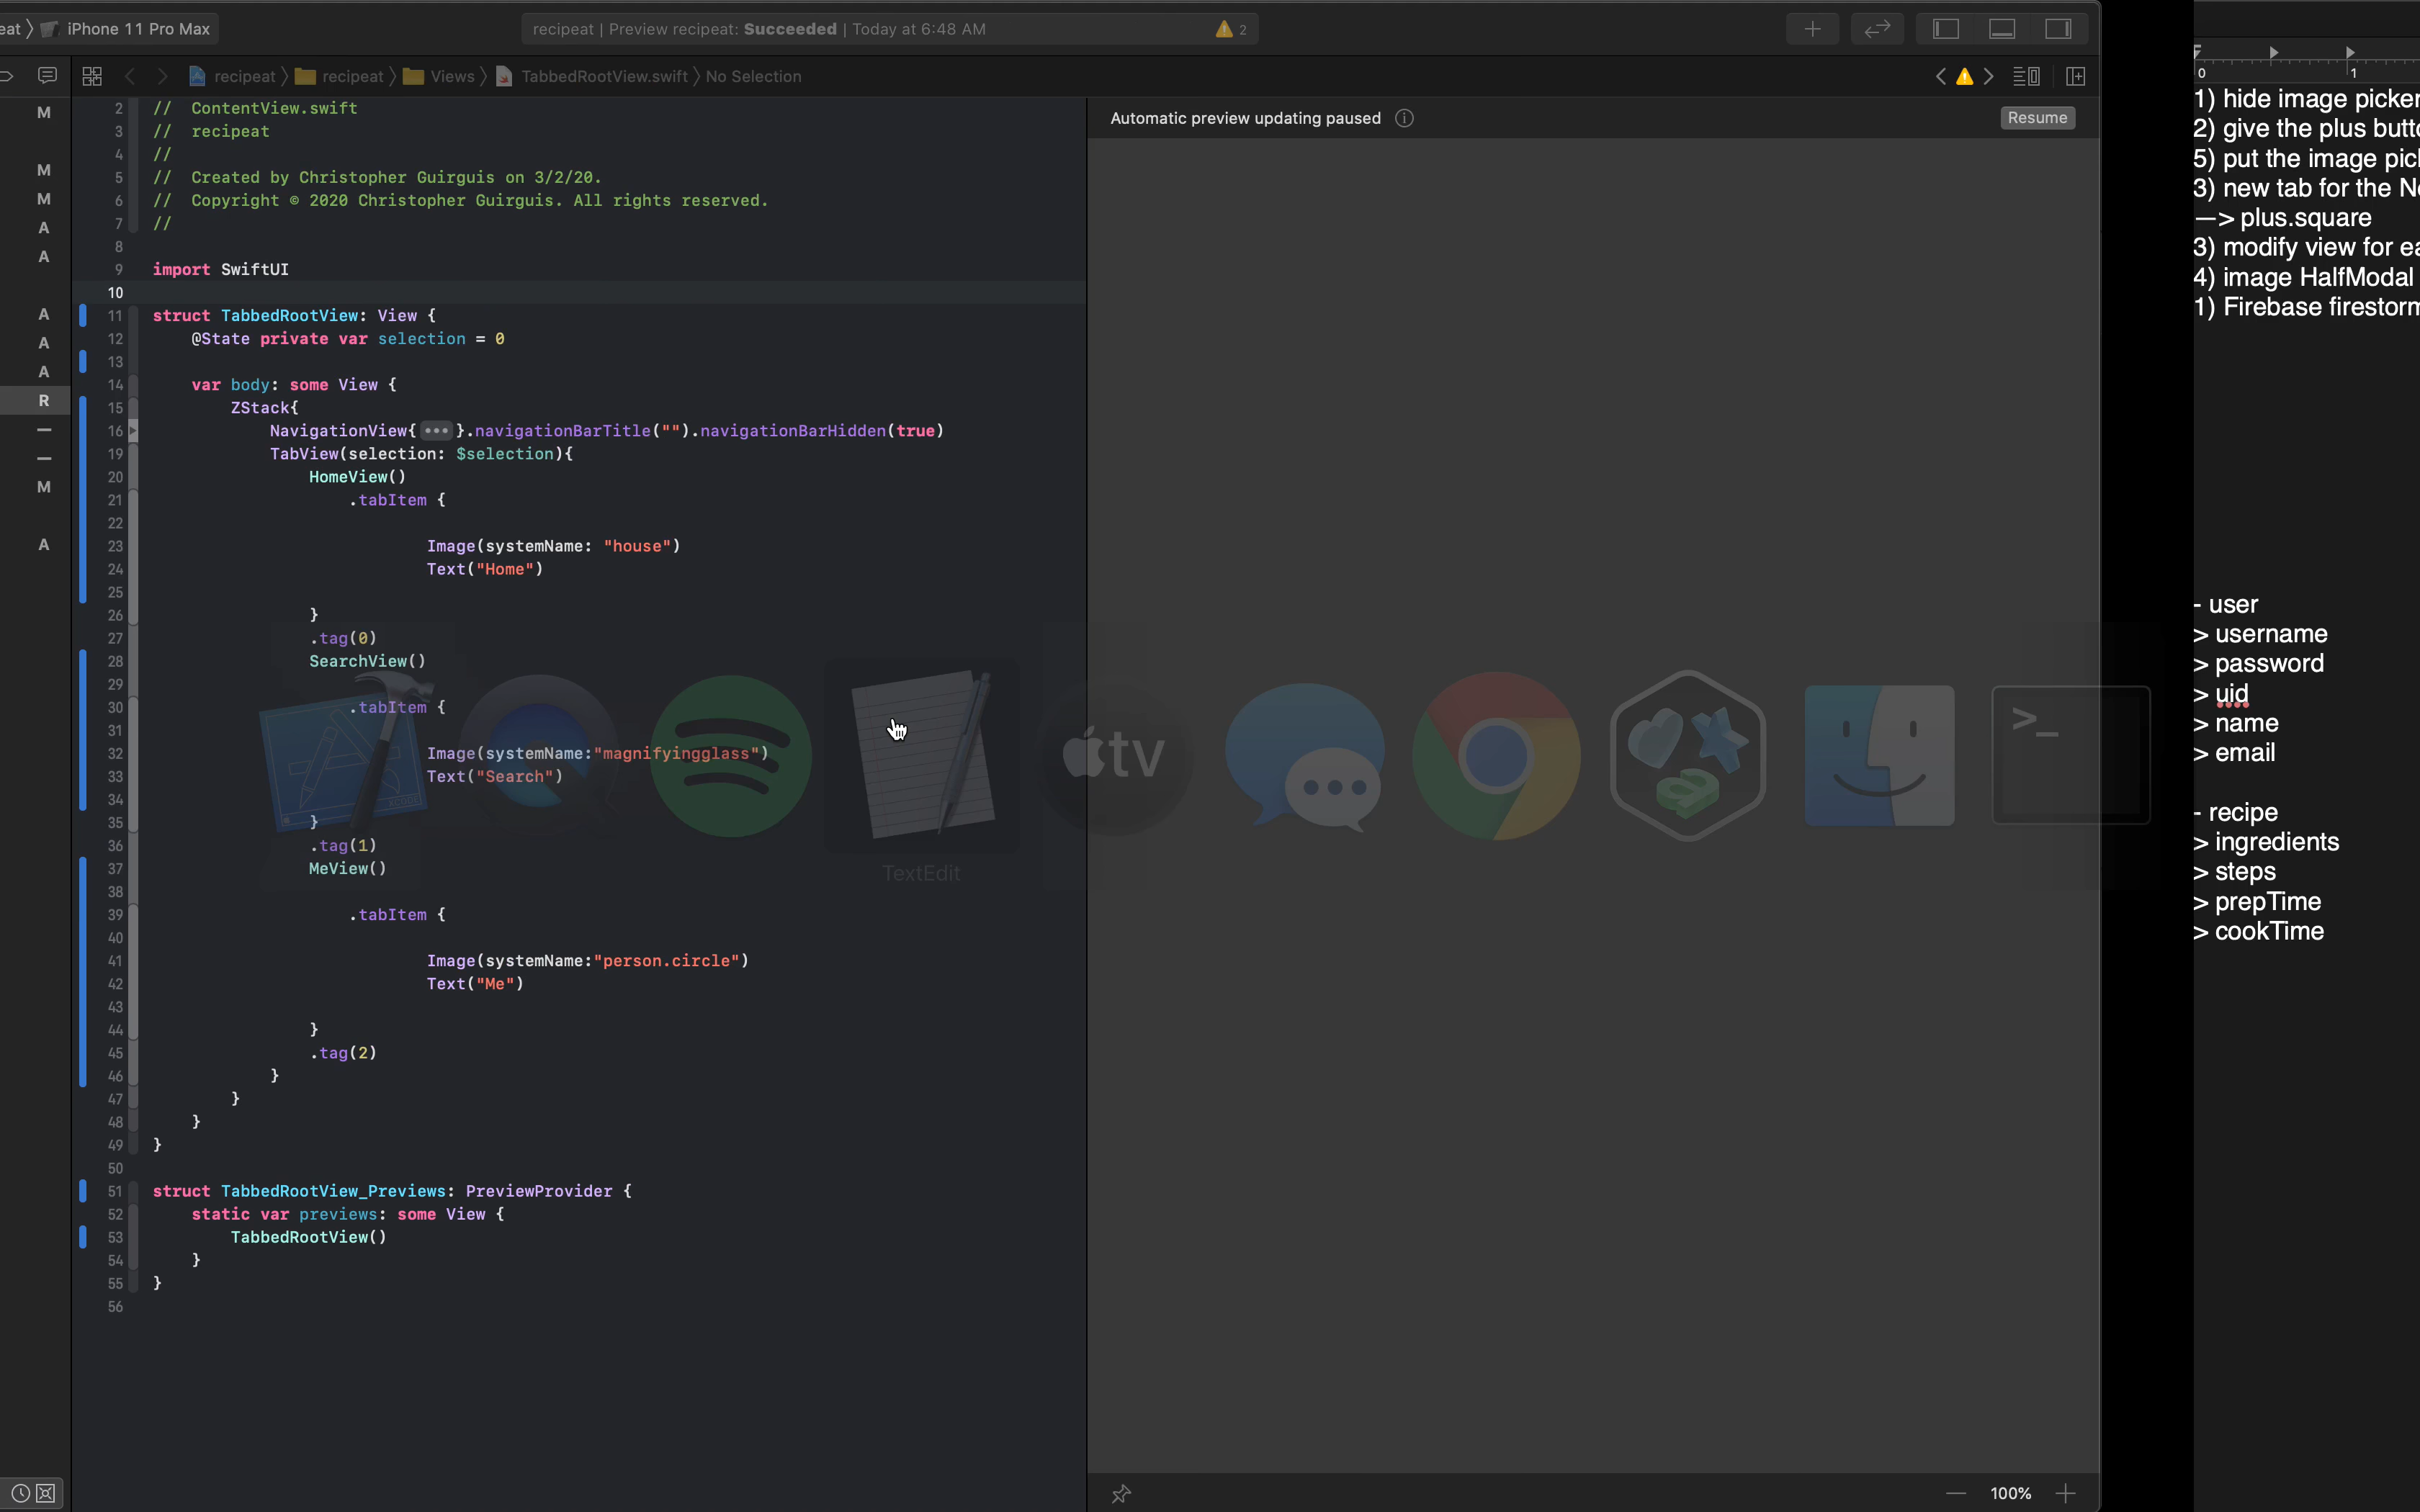 eat
iPhone 11 Pro Max
recipeat | Preview recipeat: Succeeded | Today at 6:48 AM
2
recipeat
recipeat
Views
TabbedRootView.swift
No Selection
2 // ContentView.swift
3 // recipeat
4 //
5 // Created by Christopher Guirguis on 3/2/20.
6 // Copyright © 2020 Christopher Guirguis. All rights reserved.
7 //
8
9 import SwiftUI
10
11 struct TabbedRootView: View {
12 @State private var selection = 0
13
14 var body: some View {
15 ZStack{
16 NavigationView{ ••• }.navigationBarTitle("").navigationBarHidden(true)
19 TabView(selection: $selection){
20 HomeView()
21 .tabItem {
22
23 Image(systemName: "house")
24 Text("Home")
25
26 }
27 .tag(0)
28 SearchView()
29
30 .tabItem {
31
32 Image(systemName:"magnifyingglass")
33 Text("Search")
34
35 }
36 .tag(1)
37 MeView()
38
39 .tabItem {
40
41 Image(systemName:"person.circle")
42 Text("Me")
43
44 }
45 .tag(2)
46 }
47 }
48 }
49 }
50
51 struct TabbedRootView_Previews: PreviewProvider {
52 static var previews: some View {
53 TabbedRootView()
54 }
55 }
56
M
M
M
A
A
A
A
A
R
M
A
Automatic preview updating paused
Resume
tv
>_
TextEdit
100%
0 1
1) hide image picker
2) give the plus
5) put the image
3) new tab for the
—> plus.square
3) modify view for
4) image HalfModal
1) Firebase
- user
> username
> password
> uid
> name
> email
- recipe
> ingredients
> steps
> prepTime
> cookTime